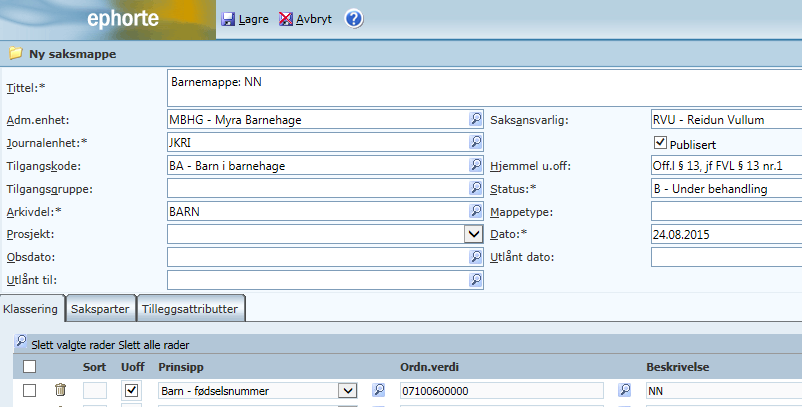 ephorte Lagre Avbryt
Ny saksmappe
Tittel:* Barnemappe: NN
Adm.enhet: MBHG - Myra Barnehage Saksansvarlig: RVU - Reidun Vullum
Journalenhet:* JKRI Publisert
Tilgangskode: BA - Barn i barnehage Hjemmel u.off: Off.l § 13, jf FVL § 13 nr.1
Tilgangsgruppe: Status:* B - Under behandling
Arkivdel:* BARN Mappetype:
Prosjekt: Dato:* 24.08.2015
Obsdato: Utlånt dato:
Utlånt til:
Klassering Saksparter Tilleggsattributter
Slett valgte rader Slett alle rader
Sort Uoff Prinsipp Ordn.verdi Beskrivelse
Barn - fødselsnummer 07100600000 NN